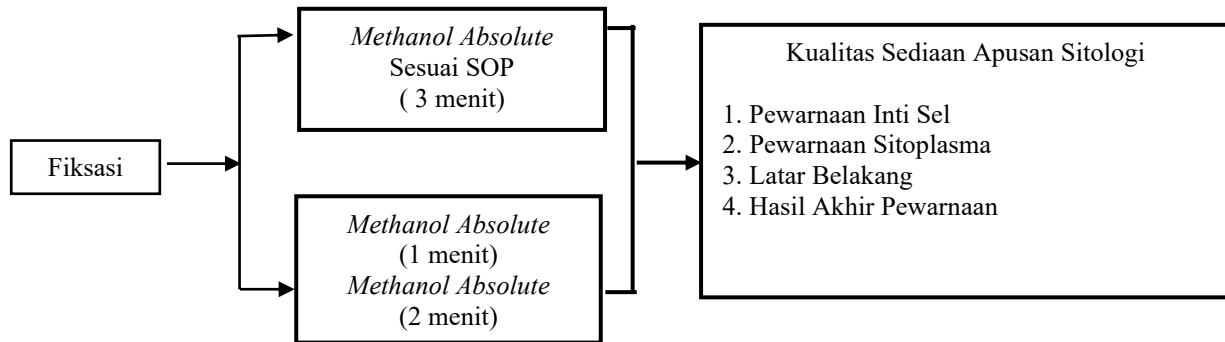 Fiksasi
Methanol Absolute
Sesuai SOP
( 3 menit)
Methanol Absolute
(1 menit)
Methanol Absolute
(2 menit)
Kualitas Sediaan Apusan Sitologi
1. Pewarnaan Inti Sel
2. Pewarnaan Sitoplasma
3. Latar Belakang
4. Hasil Akhir Pewarnaan